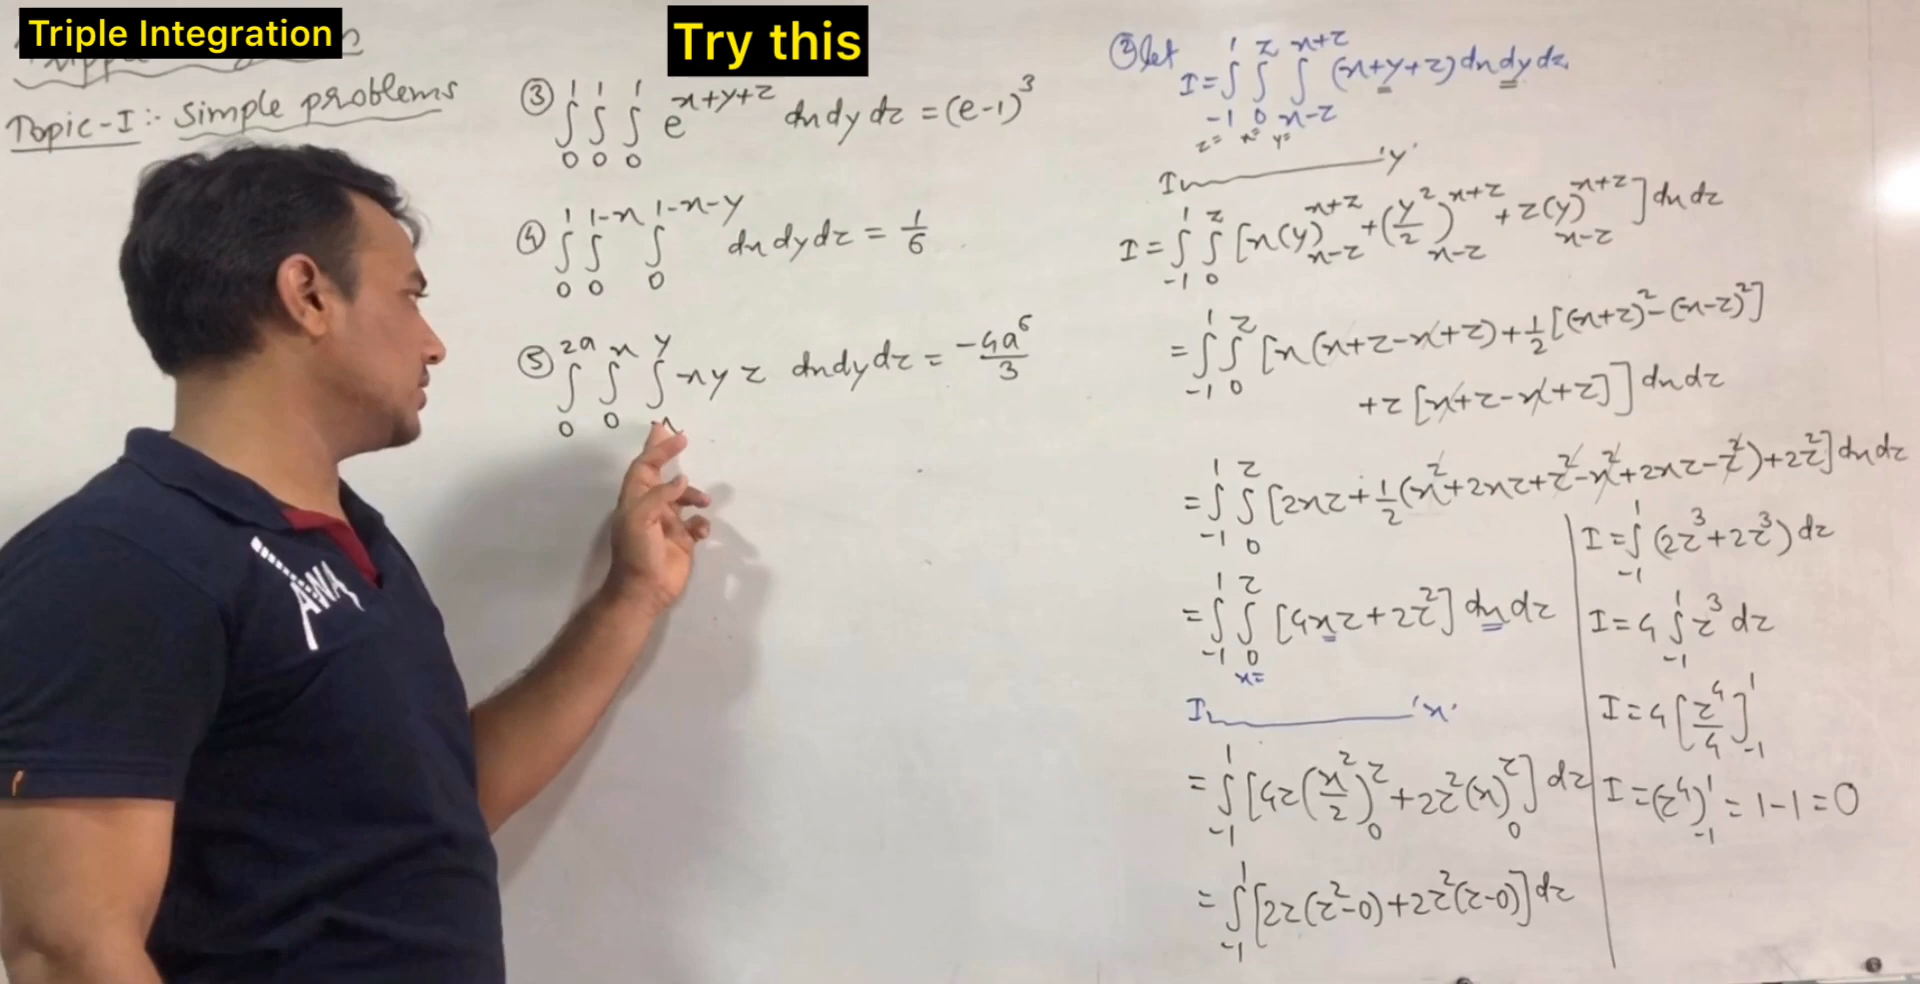 Triple Integration
Try this
Topic-I:- Simple problems
③ ∫₀¹ ∫₀¹ ∫₀¹ e^(x+y+z) dx dy dz = (e-1)³
④ ∫₀¹ ∫₀^(1-x) ∫₀^(1-x-y) dx dy dz = 1/6
⑤ ∫₀^(2a) ∫₀^x ∫ₓ^y xyz dx dy dz = -4a⁶/3
② let I = ∫₋₁¹ ∫₀^z ∫_(x-z)^(x+z) (x+y+z) dx dy dz
z= x= y=
I 'y'
I = ∫₋₁¹ ∫₀^z [x(y)_(x-z)^(x+z) + (y²/2)_(x-z)^(x+z) + z(y)_(x-z)^(x+z)] dx dz
= ∫₋₁¹ ∫₀^z [x(x+z-x+z) + 1/2[(x+z)² - (x-z)²]
+ z[x+z-x+z]] dx dz
= ∫₋₁¹ ∫₀^z [2xz + 1/2(x²+2xz+z²-x²+2xz-z²) + 2z²] dx dz
= ∫₋₁¹ ∫₀^z [4xz + 2z²] dx dz
x=
I 'x'
= ∫₋₁¹ [4z(x²/2)₀^z + 2z²(x)₀^z] dz
= ∫₋₁¹ [2z(z²-0) + 2z²(z-0)] dz
I = ∫₋₁¹ (2z³+2z³) dz
I = 4 ∫₋₁¹ z³ dz
I = 4[z⁴/4]₋₁¹
I = (z⁴)₋₁¹ = 1-1 = 0